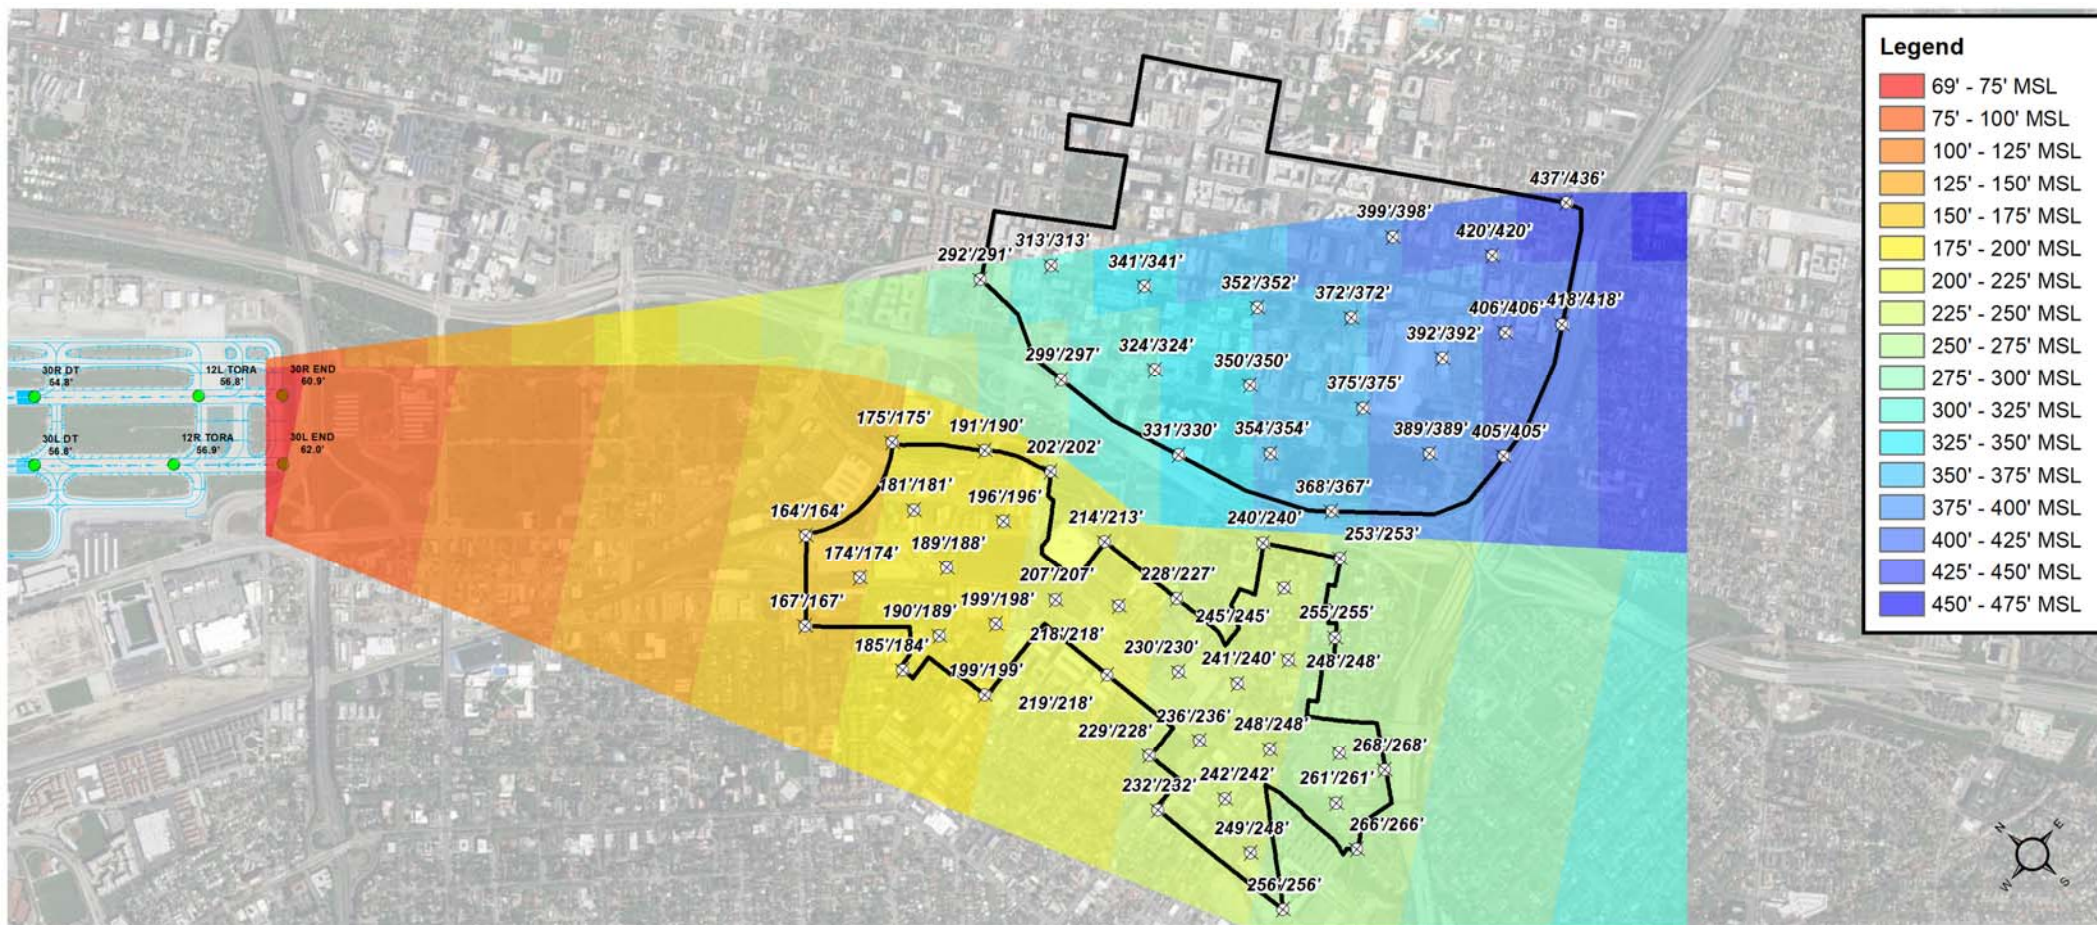 Legend
69' - 75' MSL
75' - 100' MSL
100' - 125' MSL
125' - 150' MSL
150' - 175' MSL
175' - 200' MSL
200' - 225' MSL
225' - 250' MSL
250' - 275' MSL
275' - 300' MSL
300' - 325' MSL
325' - 350' MSL
350' - 375' MSL
375' - 400' MSL
400' - 425' MSL
425' - 450' MSL
450' - 475' MSL
437'/436'
399'/398'
420'/420'
313'/313'
292'/291'
341'/341'
352'/352'
372'/372'
406'/406'
418'/418'
392'/392'
324'/324'
299'/297'
350'/350'
375'/375'
331'/330'
354'/354'
389'/389'
405'/405'
368'/367'
30R DT
54.8'
12L TORA
56.8'
30R END
60.9'
30L DT
56.8'
12R TORA
56.9'
30L END
62.0'
175'/175'
191'/190'
202'/202'
181'/181'
196'/196'
164'/164'
214'/213'
240'/240'
253'/253'
189'/188'
174'/174'
207'/207'
228'/227'
167'/167'
199'/198'
190'/189'
245'/245'
255'/255'
185'/184'
218'/218'
230'/230'
241'/240'
248'/248'
199'/199'
219'/218'
236'/236'
229'/228'
248'/248'
268'/268'
242'/242'
261'/261'
232'/232'
249'/248'
266'/266'
256'/256'
N
E
W
S